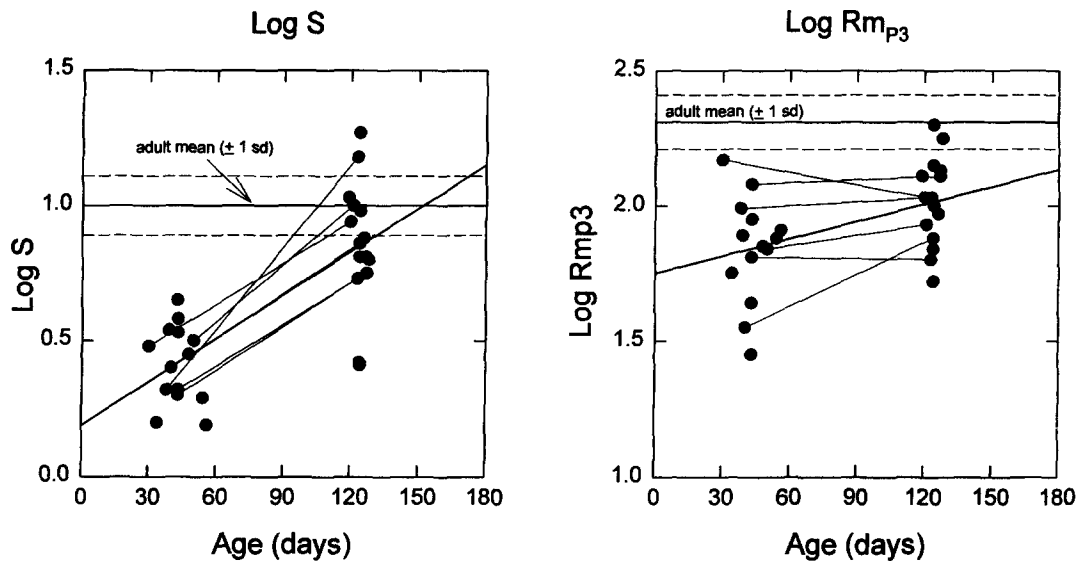 Log S
1.5
1.0
0.5
0.0
adult mean (± 1 sd)
Log S
0 30 60 90 120 150 180
Age (days)
Log Rm_P3
2.5
2.0
1.5
1.0
adult mean (± 1 sd)
Log Rmp3
0 30 60 90 120 150 180
Age (days)